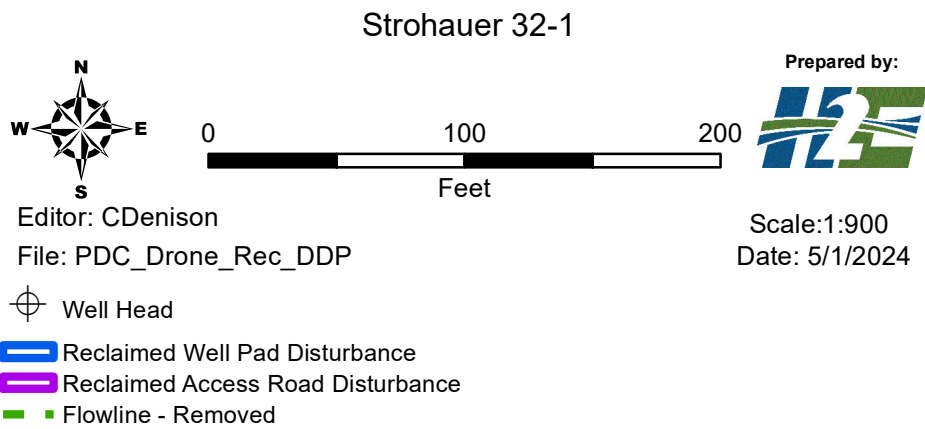 Strohauer 32-1
Prepared by:
H2E
N
W E
S
0 100 200
Feet
Editor: CDenison
File: PDC_Drone_Rec_DDP
Scale:1:900
Date: 5/1/2024
Well Head
Reclaimed Well Pad Disturbance
Reclaimed Access Road Disturbance
Flowline - Removed